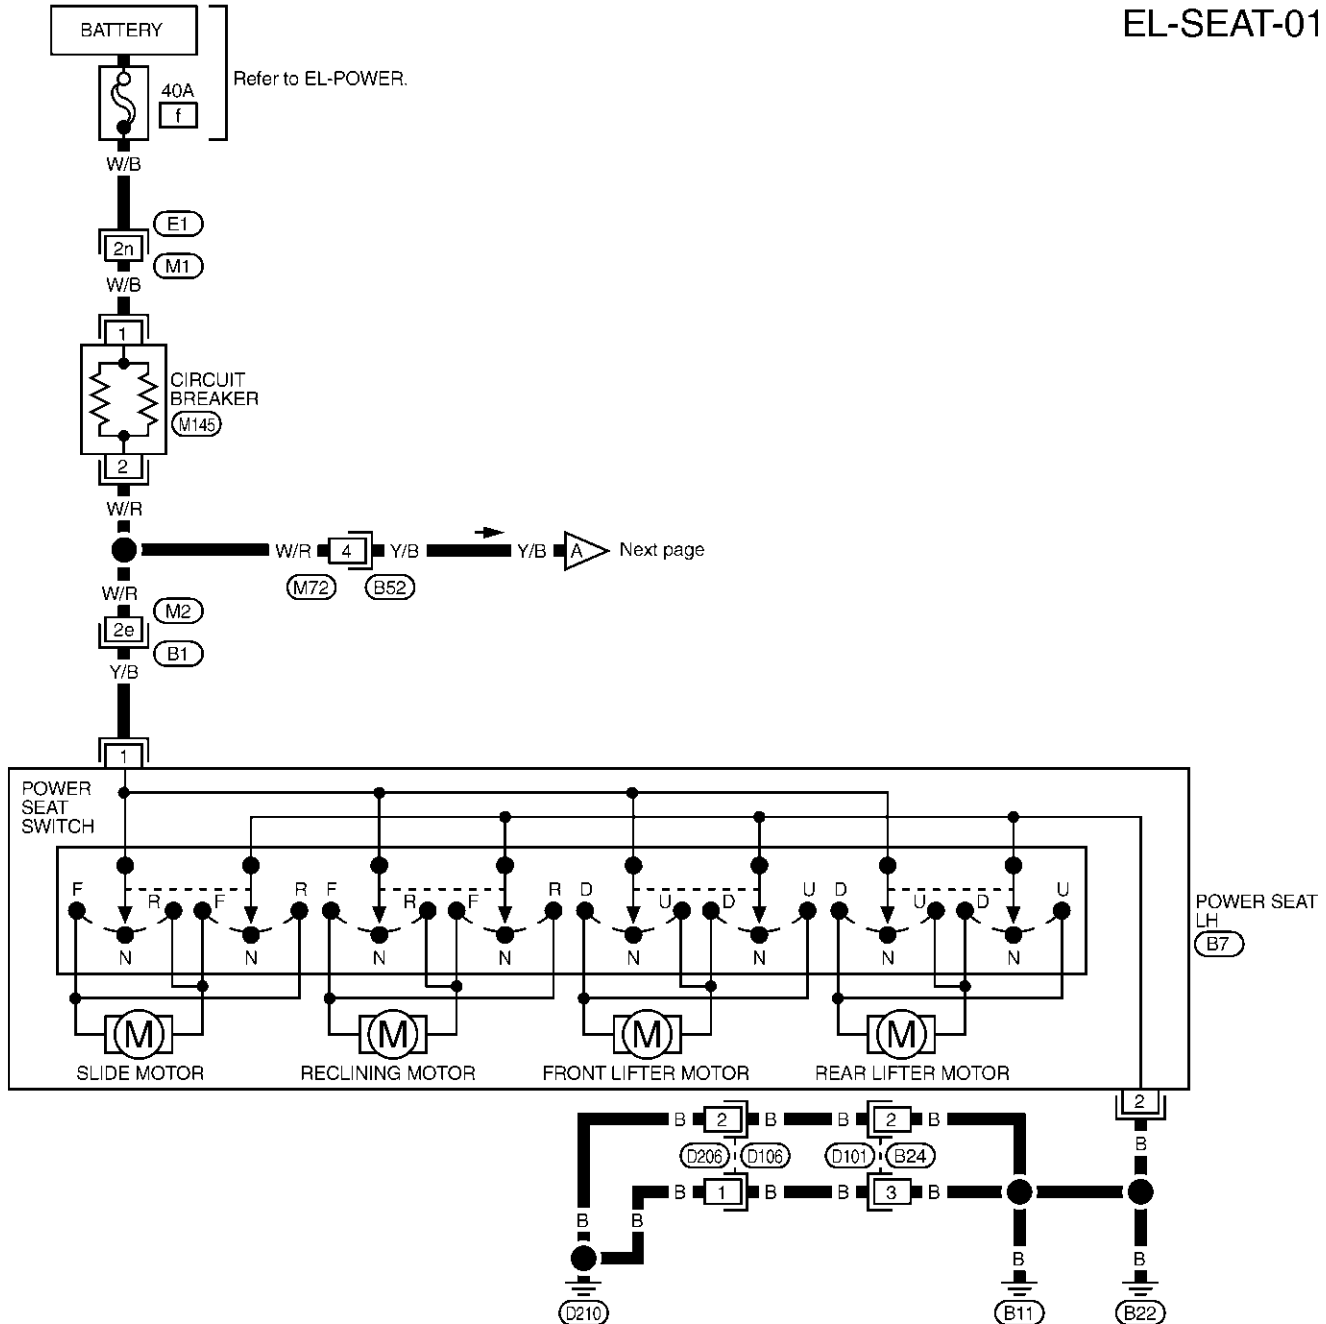 EL-SEAT-01
BATTERY
Refer to EL-POWER.
40A
f
W/B
E1
2n
M1
W/B
1
CIRCUIT
BREAKER
M145
2
W/R
W/R 4 Y/B Y/B A Next page
M72 B52
W/R
M2
2e
B1
Y/B
1
POWER
SEAT
SWITCH
F R F R F R F R D U D U D U D U
N N N N N N N N
POWER SEAT
LH
B7
M M M M
SLIDE MOTOR RECLINING MOTOR FRONT LIFTER MOTOR REAR LIFTER MOTOR
2
B 2 B B 2 B
B
D206 D106 D101 B24
B 1 B B 3 B
B B
B B
D210 B11 B22